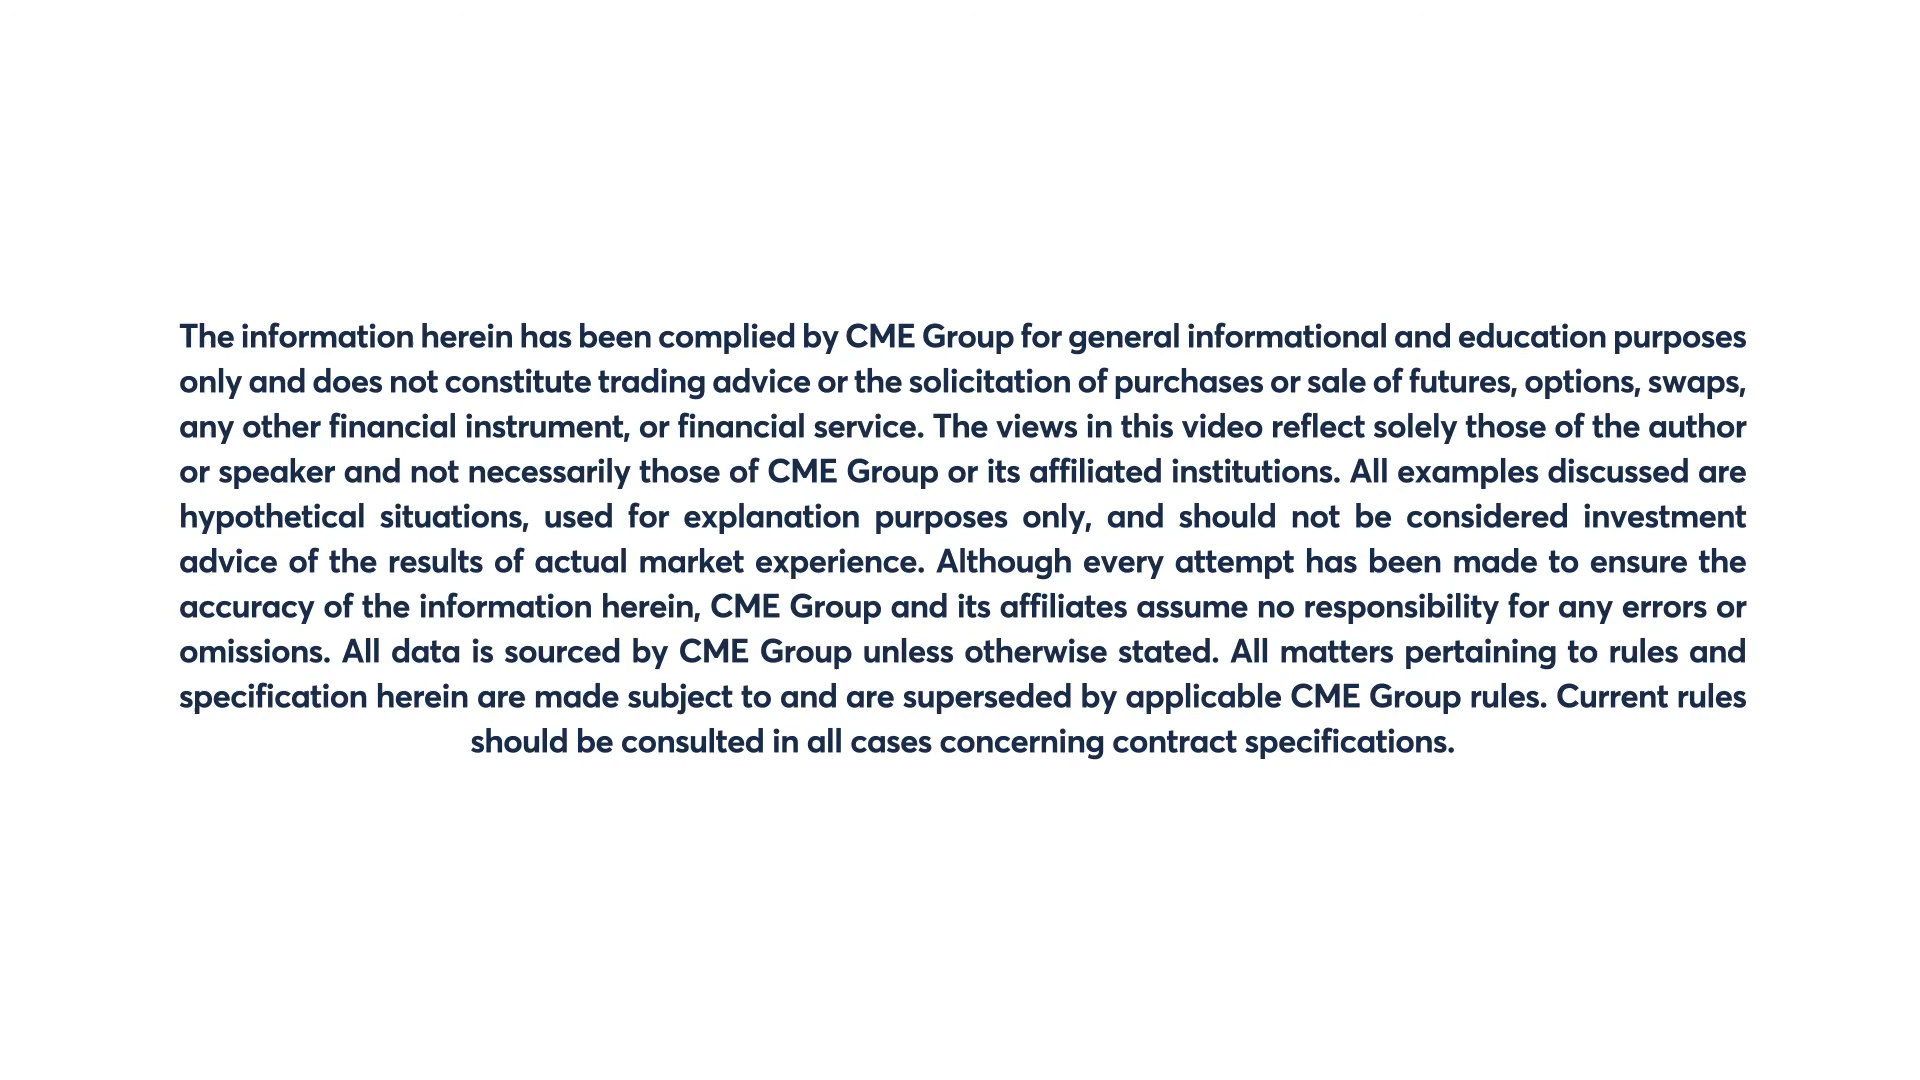 The information herein has been complied by CME Group for general informational and education purposes
only and does not constitute trading advice or the solicitation of purchases or sale of futures, options, swaps,
any other financial instrument, or financial service. The views in this video reflect solely those of the author
or speaker and not necessarily those of CME Group or its affiliated institutions. All examples discussed are
hypothetical situations, used for explanation purposes only, and should not be considered investment
advice of the results of actual market experience. Although every attempt has been made to ensure the
accuracy of the information herein, CME Group and its affiliates assume no responsibility for any errors or
omissions. All data is sourced by CME Group unless otherwise stated. All matters pertaining to rules and
specification herein are made subject to and are superseded by applicable CME Group rules. Current rules
should be consulted in all cases concerning contract specifications.